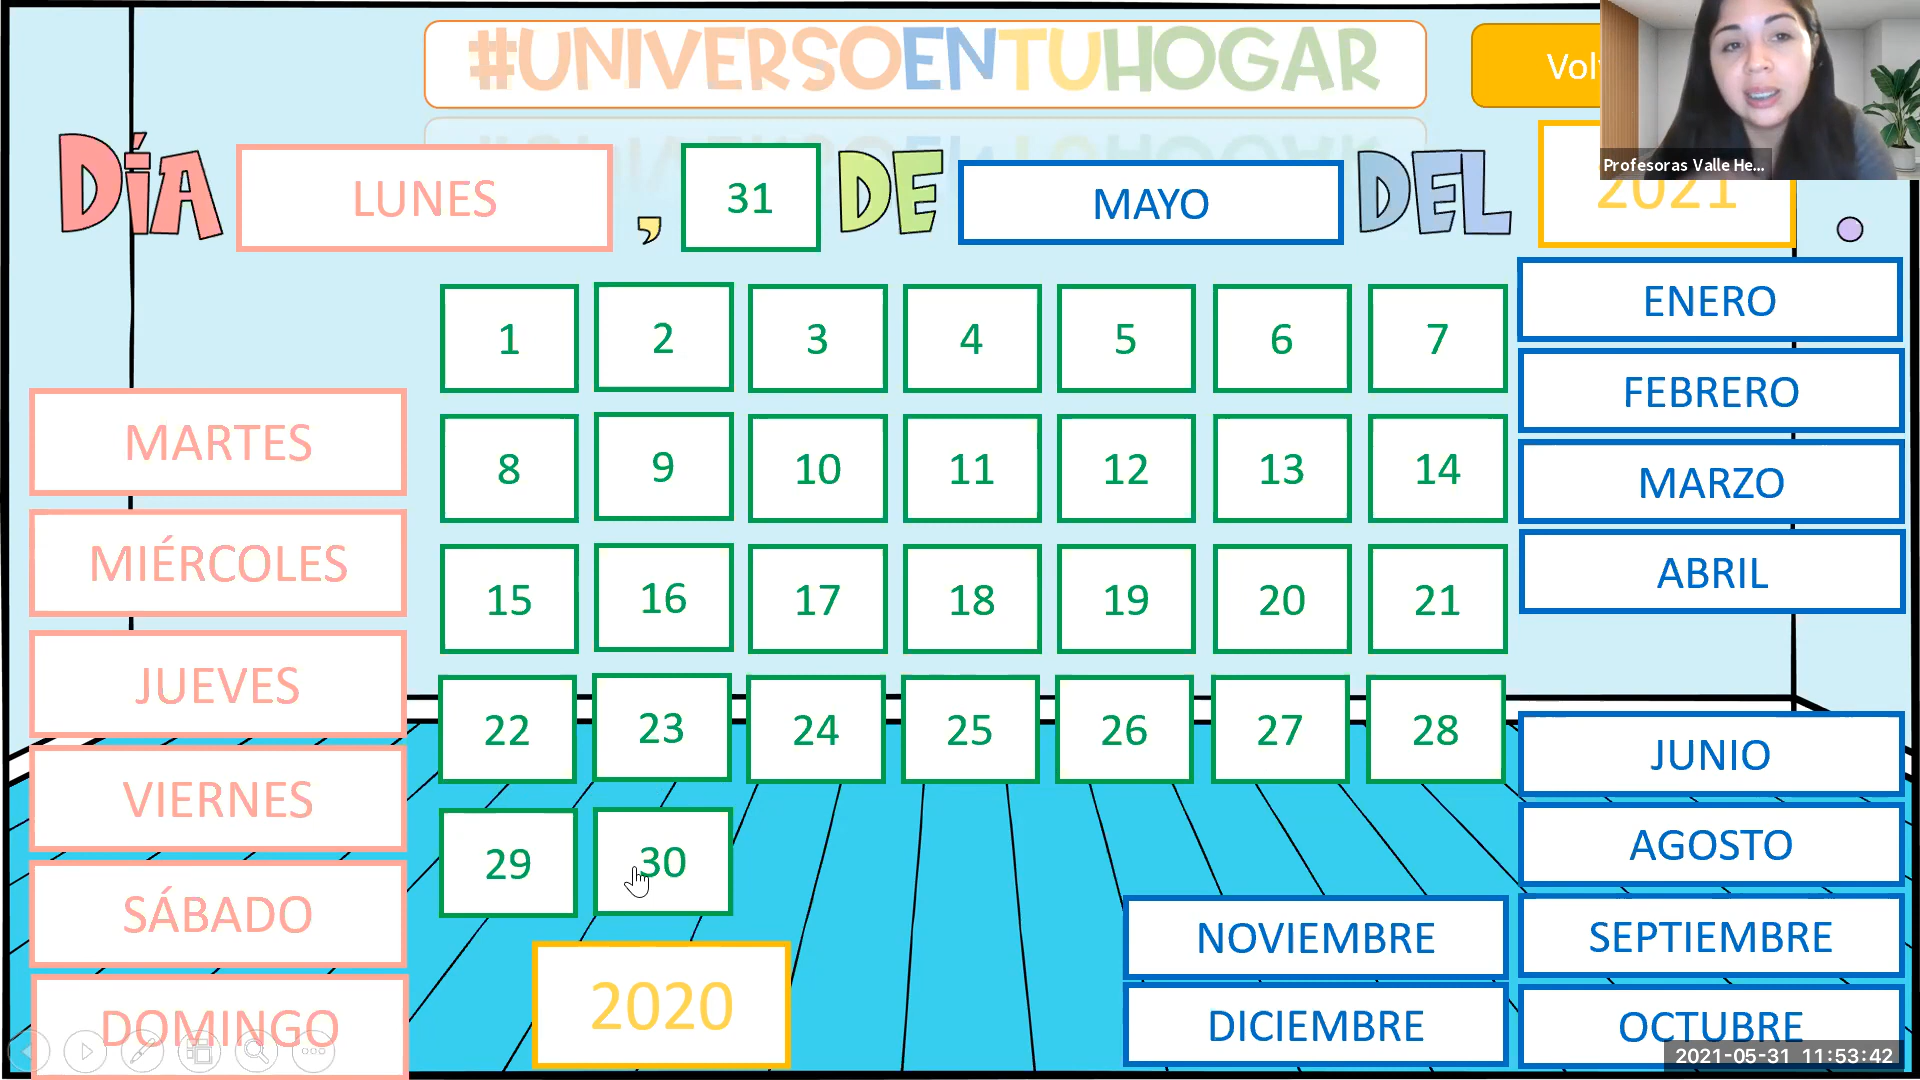 #UNIVERSOENTUHOGAR
Vol
Profesoras Valle He...
DÍA LUNES , 31 DE MAYO DEL 2021 .
1 2 3 4 5 6 7
ENERO
FEBRERO
MARTES
8 9 10 11 12 13 14
MARZO
MIÉRCOLES
15 16 17 18 19 20 21
ABRIL
JUEVES
22 23 24 25 26 27 28
JUNIO
VIERNES
29 30
AGOSTO
SÁBADO
NOVIEMBRE
SEPTIEMBRE
DOMINGO
2020
DICIEMBRE
OCTUBRE
2021-05-31 11:53:42